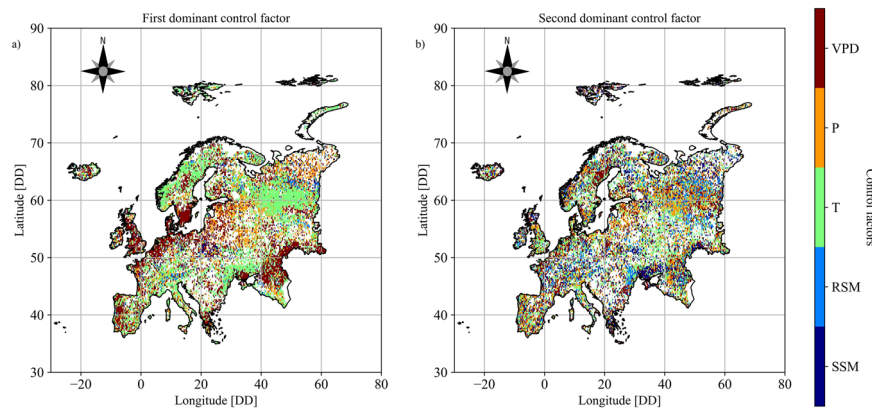 First dominant control factor
a)
N
90
80
70
60
50
40
30
Latitude [DD]
−20
0
20
40
60
80
Longitude [DD]
Second dominant control factor
b)
N
90
80
70
60
50
40
30
Latitude [DD]
−20
0
20
40
60
80
Longitude [DD]
VPD
P
T
RSM
SSM
Control factors